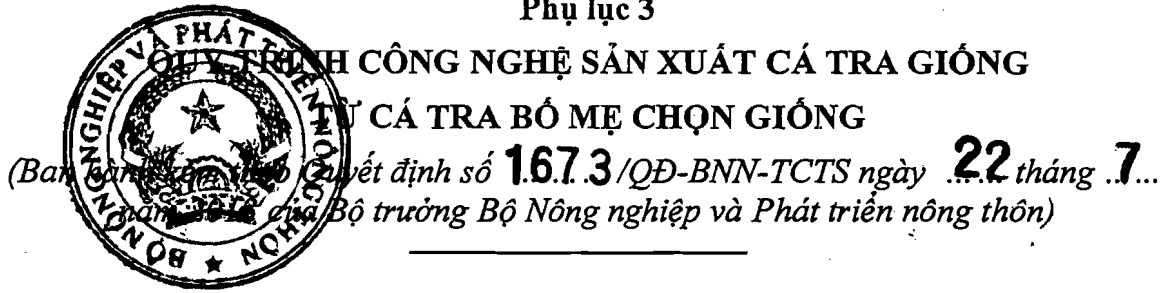 Phụ lục 3
QUY TRÌNH CÔNG NGHỆ SẢN XUẤT CÁ TRA GIỐNG
TỪ CÁ TRA BỐ MẸ CHỌN GIỐNG
(Ban hành kèm theo Quyết định số 1673/QĐ-BNN-TCTS ngày 22 tháng 7
năm của Bộ trưởng Bộ Nông nghiệp và Phát triển nông thôn)
BỘ NÔNG NGHIỆP VÀ PHÁT TRIỂN NÔNG THÔN